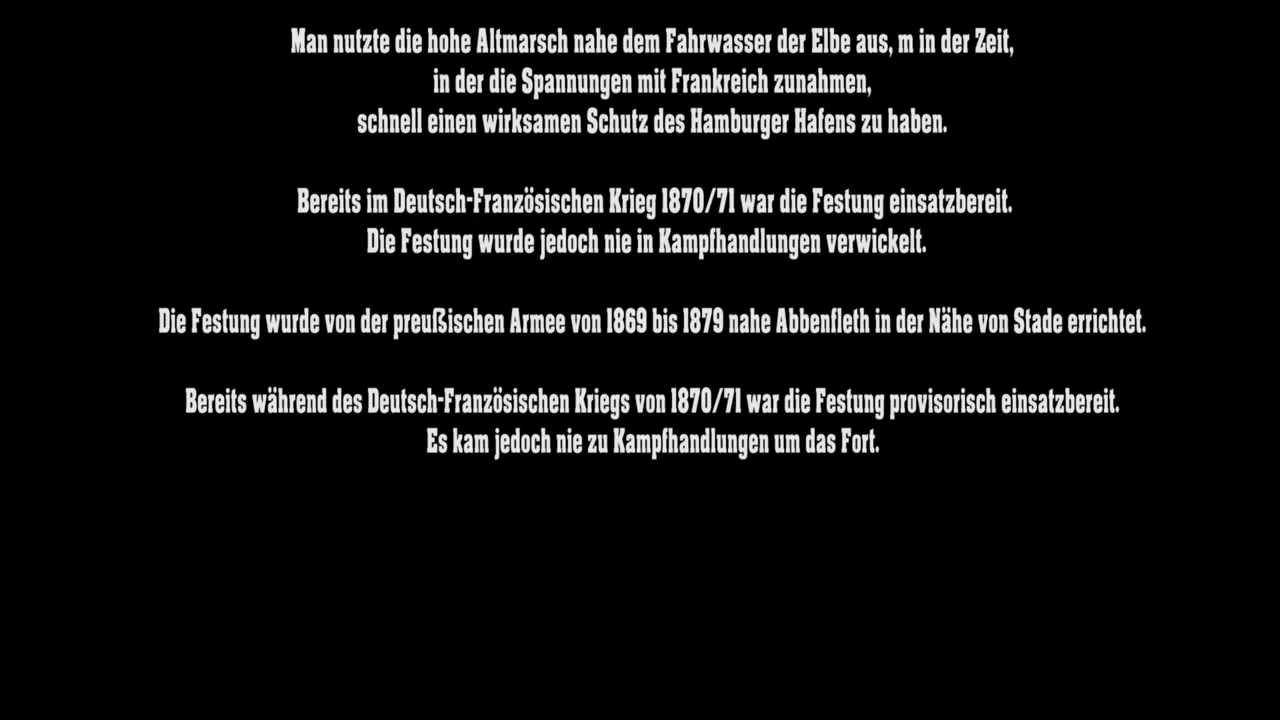 Man nutzte die hohe Altmarsch nahe dem Fahrwasser der Elbe aus, m in der Zeit,
in der die Spannungen mit Frankreich zunahmen,
schnell einen wirksamen Schutz des Hamburger Hafens zu haben.
Bereits im Deutsch-Französischen Krieg 1870/71 war die Festung einsatzbereit.
Die Festung wurde jedoch nie in Kampfhandlungen verwickelt.
Die Festung wurde von der preußischen Armee von 1869 bis 1879 nahe Abbenfleth in der Nähe von Stade errichtet.
Bereits während des Deutsch-Französischen Kriegs von 1870/71 war die Festung provisorisch einsatzbereit.
Es kam jedoch nie zu Kampfhandlungen um das Fort.